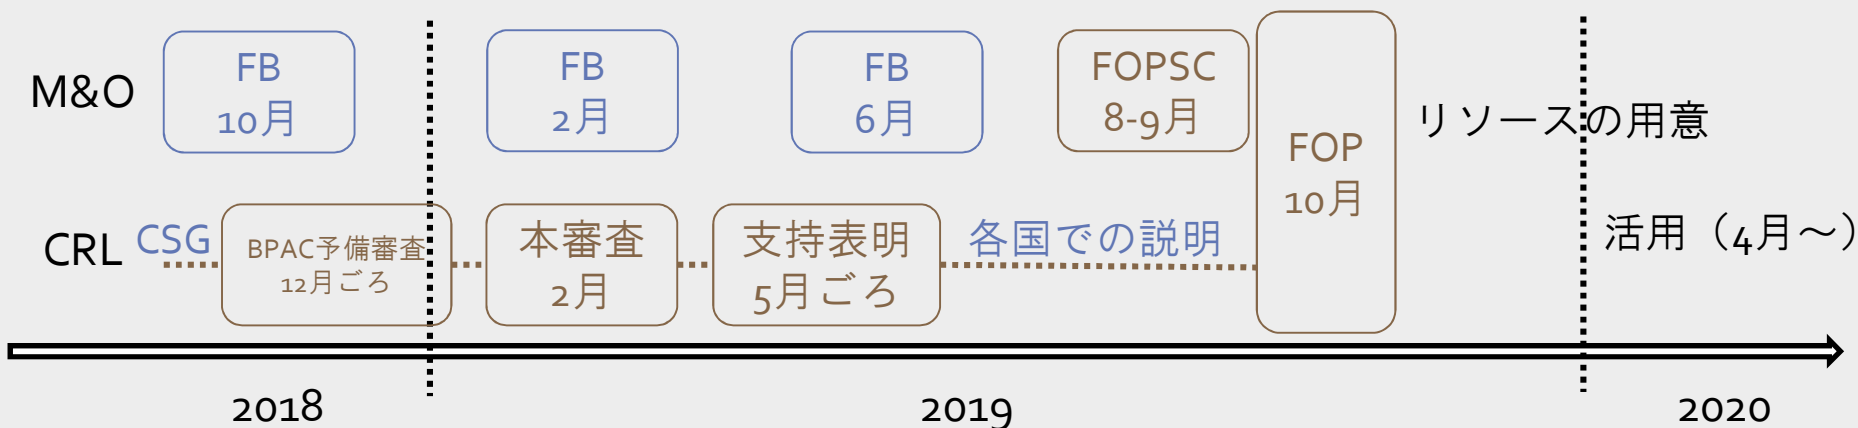 M&O
FB
10月
FB
2月
FB
6月
FOPSC
8-9月
FOP
10月
リソースの用意
CRL
CSG
BPAC予備審査
12月ごろ
本審査
2月
支持表明
5月ごろ
各国での説明
活用（4月～）
2018
2019
2020